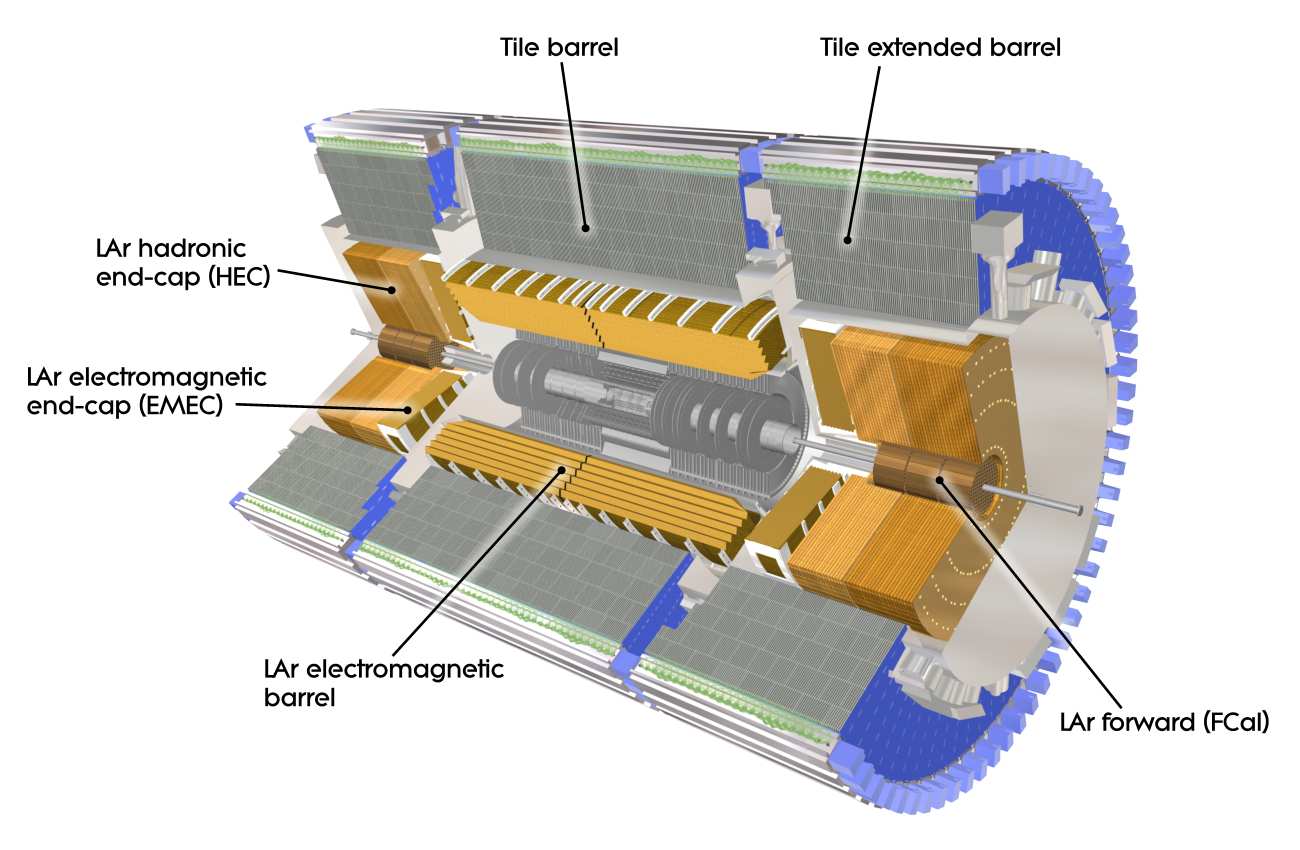 Tile barrel
Tile extended barrel
LAr hadronic
end-cap (HEC)
LAr electromagnetic
end-cap (EMEC)
LAr electromagnetic
barrel
LAr forward (FCal)